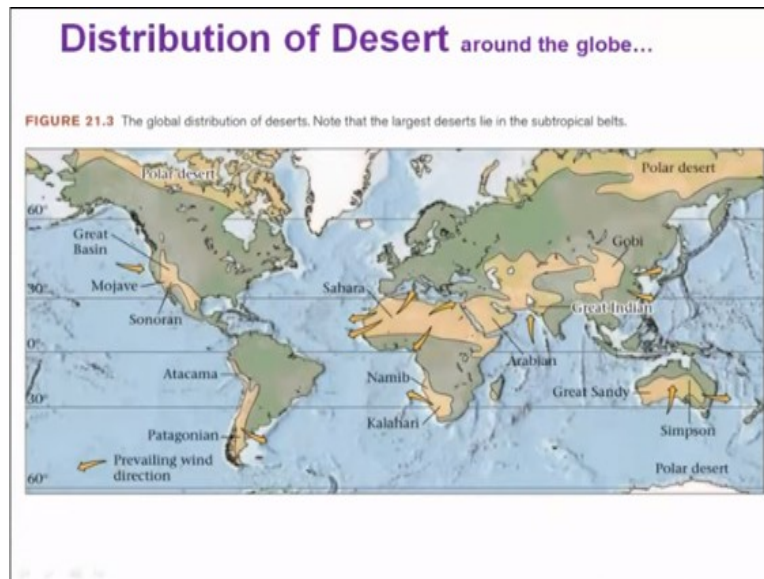 Distribution of Desert around the globe...
FIGURE 21.3 The global distribution of deserts. Note that the largest deserts lie in the subtropical belts.
Polar desert
Polar desert
60°
Great
Basin
Gobi
Mojave
30°
Sahara
Great Indian
Sonoran
0°
Arabian
Atacama
Namib
Great Sandy
30°
Kalahari
Patagonian
Simpson
Prevailing wind
direction
Polar desert
60°